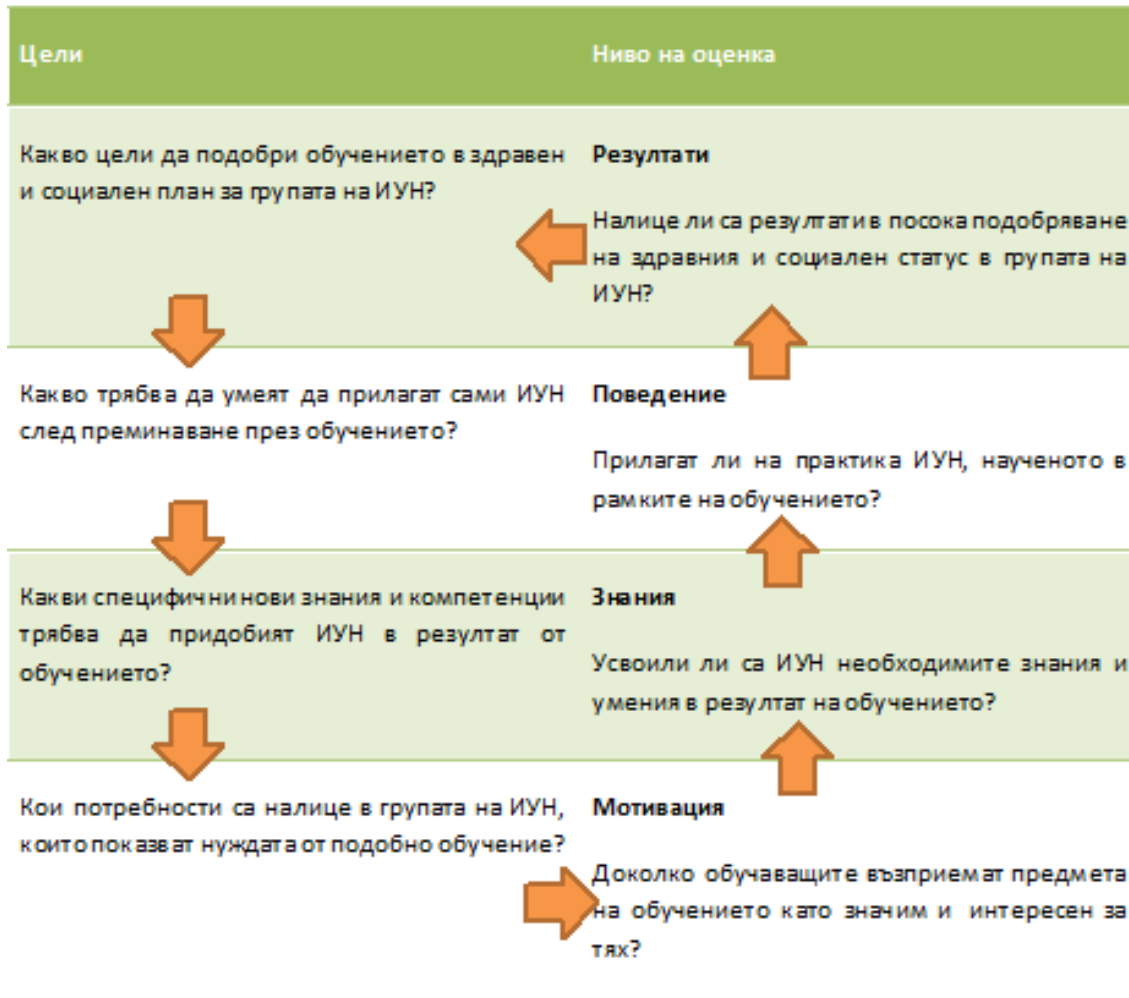 Цели
Ниво на оценка
Какво цели да подобри обучението в здравен
и социален план за групата на ИУН?
Резултати
Налице ли са резултати в посока подобряване
на здравния и социален статус в групата на
ИУН?
Какво трябва да умеят да прилагат сами ИУН
след преминаване през обучението?
Поведение
Прилагат ли на практика ИУН, наученото в
рамките на обучението?
Какви специфични нови знания и компетенции
трябва да придобият ИУН в резултат от
обучението?
Знания
Усвоили ли са ИУН необходимите знания и
умения в резултат на обучението?
Кои потребности са налице в групата на ИУН,
които показват нуждата от подобно обучение?
Мотивация
Доколко обучаващите възприемат предмета
на обучението като значим и интересен за
тях?